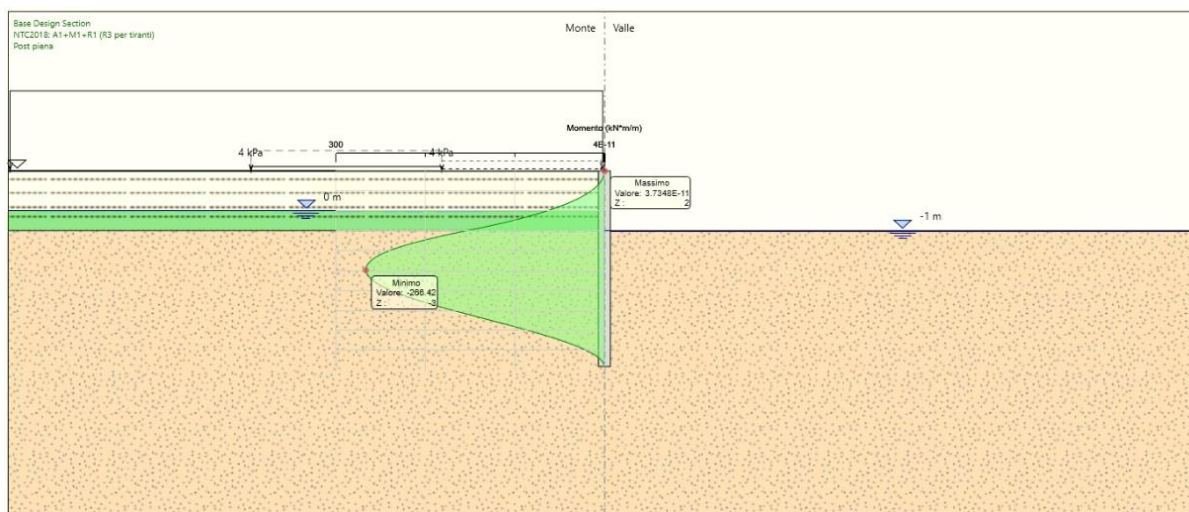 Base Design Section
NTC2018: A1+M1+R1 (R3 per tiranti)
Post piena
Monte Valle
Momento (kN*m/m)
300 4E-11
4 kPa 4 kPa
Massimo
Valore: 3.7348E-11
Z : 2
0 m
-1 m
Minimo
Valore: -266.42
Z : -3